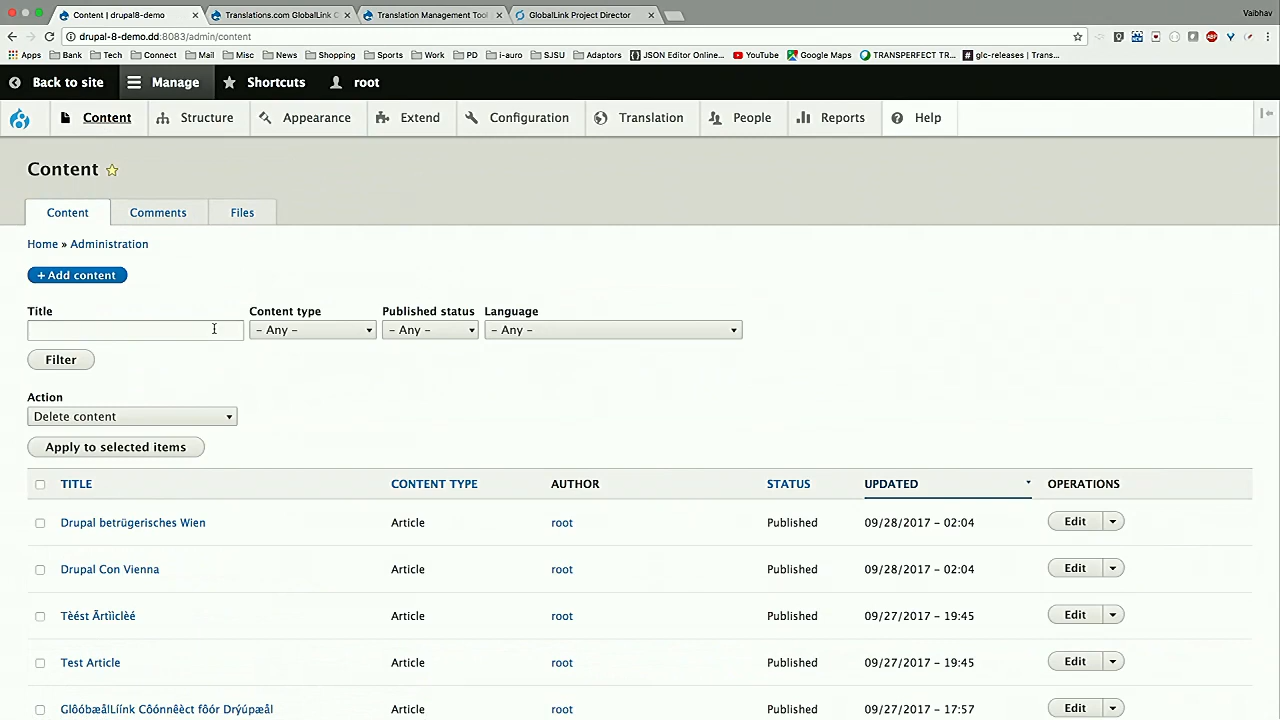 Content | drupal8-demo
Translations.com GlobalLink C
Translation Management Tool
GlobalLink Project Director
Vaibhav
drupal-8-demo.dd:8083/admin/content
Apps Bank Tech Connect Mail Misc News Shopping Sports Work PD i-auro SJSU Adaptors JSON Editor Online... YouTube Google Maps TRANSPERFECT TR... glc-releases | Trans...
Back to site Manage Shortcuts root
Content Structure Appearance Extend Configuration Translation People Reports Help
Content
Content Comments Files
Home » Administration
+ Add content
Title Content type Published status Language
- Any - - Any - - Any -
Filter
Action
Delete content
Apply to selected items
TITLE CONTENT TYPE AUTHOR STATUS UPDATED OPERATIONS
Drupal betrügerisches Wien Article root Published 09/28/2017 - 02:04 Edit
Drupal Con Vienna Article root Published 09/28/2017 - 02:04 Edit
Tèést Ãrtììclèé Article root Published 09/27/2017 - 19:45 Edit
Test Article Article root Published 09/27/2017 - 19:45 Edit
GlôóbæålLíínk Côónnêèct fôór Drýúpæål Article root Published 09/27/2017 - 17:57 Edit